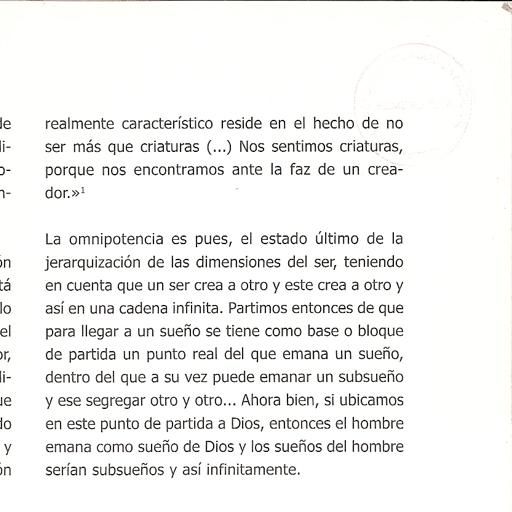 de
li-
o-
n-
ón
tá
lo
el
or,
li-
ue
do
y
ón
realmente característico reside en el hecho de no
ser más que criaturas (...) Nos sentimos criaturas,
porque nos encontramos ante la faz de un crea-
dor.»¹
La omnipotencia es pues, el estado último de la
jerarquización de las dimensiones del ser, teniendo
en cuenta que un ser crea a otro y este crea a otro y
así en una cadena infinita. Partimos entonces de que
para llegar a un sueño se tiene como base o bloque
de partida un punto real del que emana un sueño,
dentro del que a su vez puede emanar un subsueño
y ese segregar otro y otro... Ahora bien, si ubicamos
en este punto de partida a Dios, entonces el hombre
emana como sueño de Dios y los sueños del hombre
serían subsueños y así infinitamente.